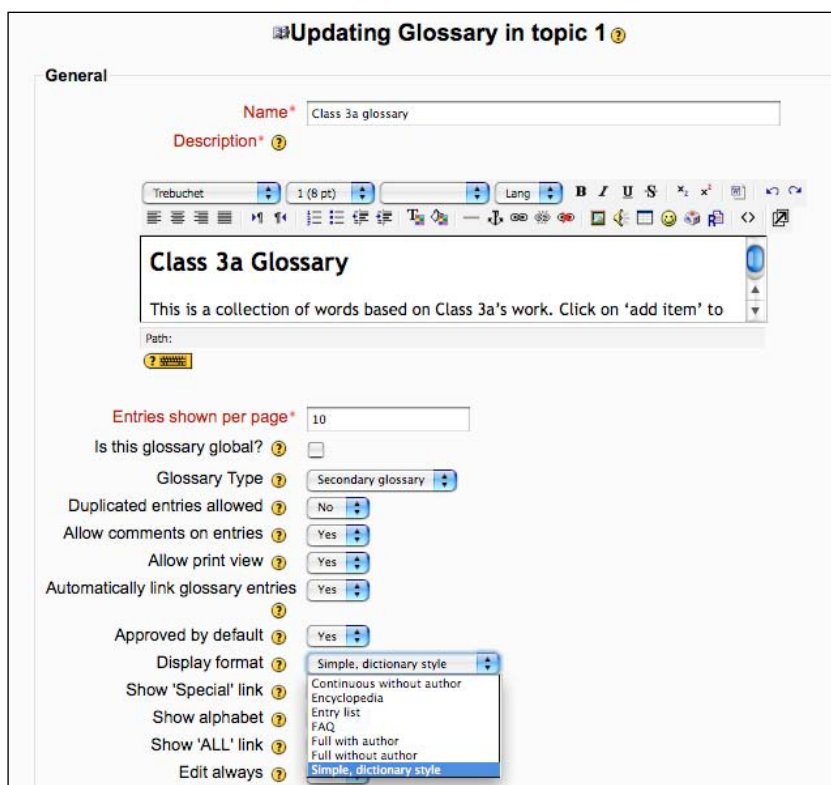 Updating Glossary in topic 1 ?
General
Name* Class 3a glossary
Description* ?
Trebuchet 1 (8 pt) Lang B I U S x₂ x²
Class 3a Glossary
This is a collection of words based on Class 3a's work. Click on ‘add item’ to
Path:
?
Entries shown per page* 10
Is this glossary global? ?
Glossary Type ? Secondary glossary
Duplicated entries allowed ? No
Allow comments on entries ? Yes
Allow print view ? Yes
Automatically link glossary entries Yes
?
Approved by default ? Yes
Display format ? Simple, dictionary style
Continuous without author
Show 'Special' link ?
Encyclopedia
Entry list
Show alphabet ?
FAQ
Full with author
Show 'ALL' link ?
Full without author
Simple, dictionary style
Edit always ?